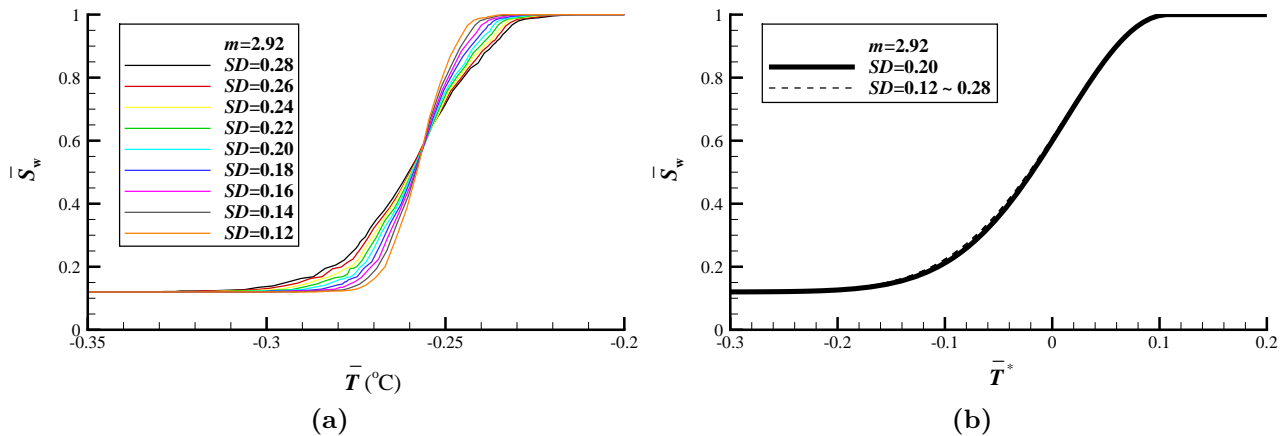 1
0.8
0.6
0.4
0.2
0
S̅w
m=2.92
SD=0.28
SD=0.26
SD=0.24
SD=0.22
SD=0.20
SD=0.18
SD=0.16
SD=0.14
SD=0.12
-0.35 -0.3 -0.25 -0.2
T̅ (°C)
(a)
1
0.8
0.6
0.4
0.2
0
S̅w
m=2.92
SD=0.20
SD=0.12 ~ 0.28
-0.3 -0.2 -0.1 0 0.1 0.2
T̅*
(b)